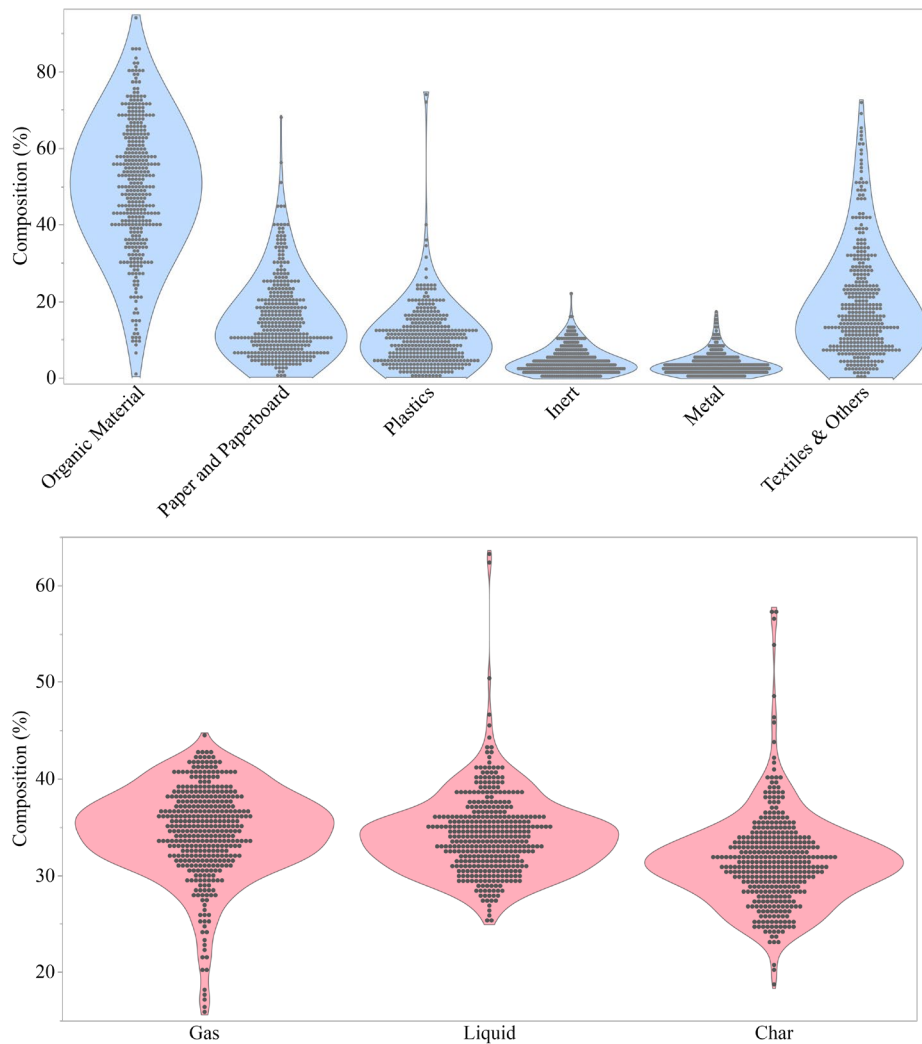 Composition (%)
80
60
40
20
0
Organic Material
Paper and Paperboard
Plastics
Inert
Metal
Textiles & Others
Composition (%)
60
50
40
30
20
Gas
Liquid
Char